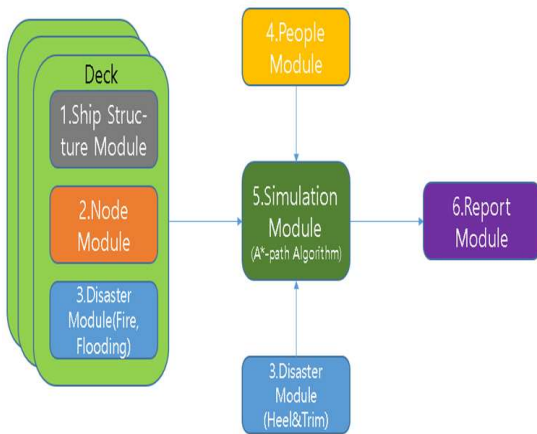 Deck
1.Ship Struc-
ture Module
2.Node
Module
3.Disaster
Module(Fire,
Flooding)
4.People
Module
5.Simulation
Module
(A*-path Algorithm)
3.Disaster
Module
(Heel&Trim)
6.Report
Module